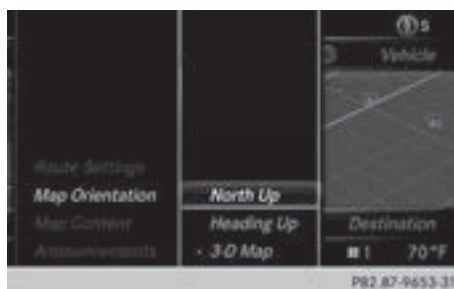 S
Vehicle
Route Settings
Map Orientation
North Up
Map Content
Heading Up
Destination
Announcements
3-D Map
1
70°F
P82.87-9653-31